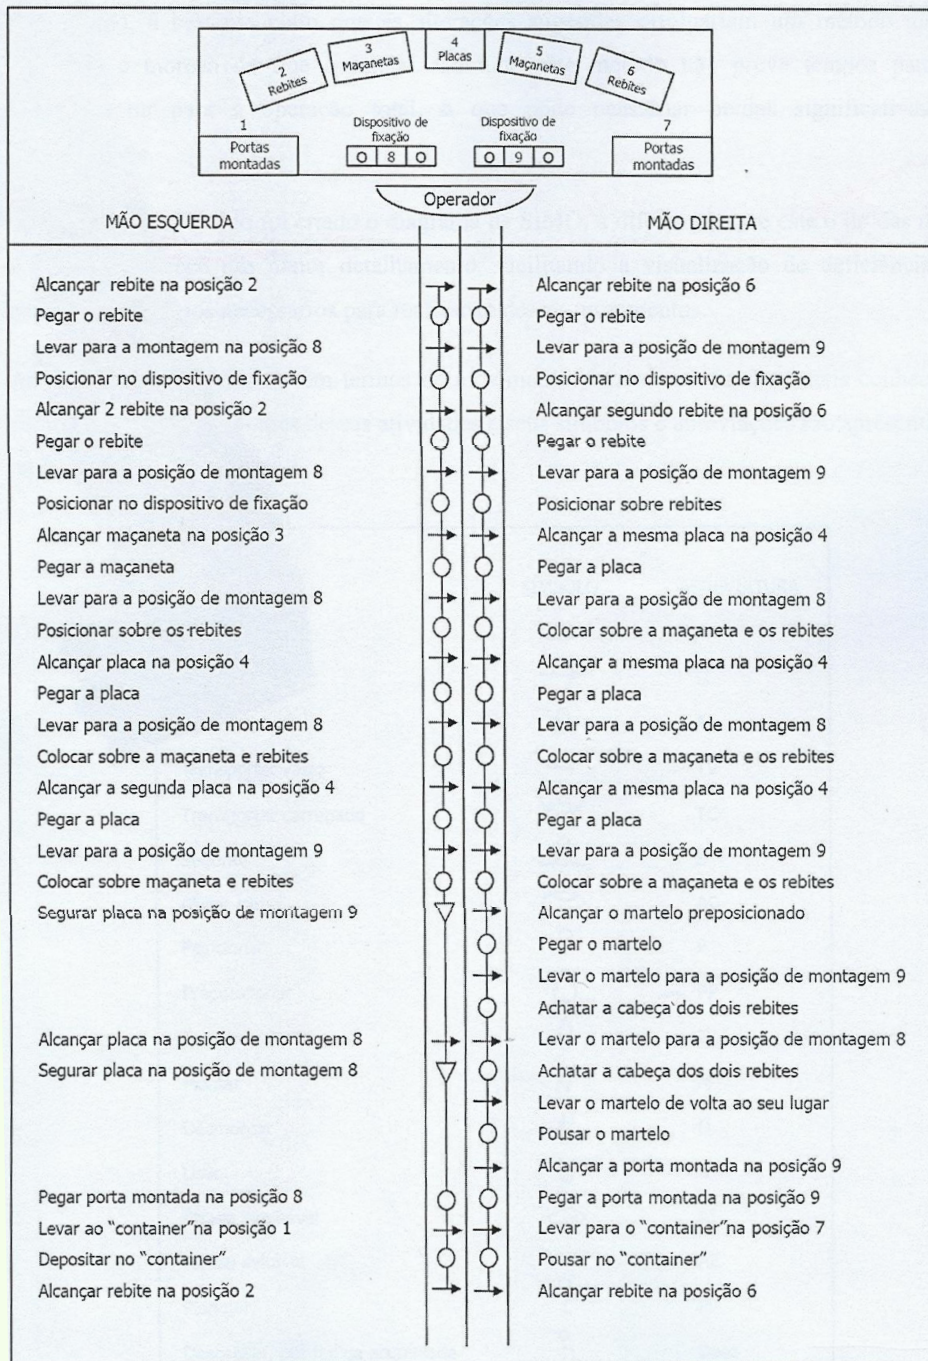 4
Placas
3
Maçanetas
5
Maçanetas
2
Rebites
6
Rebites
1
Portas
montadas
Dispositivo de
fixação
O 8 O
Dispositivo de
fixação
O 9 O
7
Portas
montadas
Operador
MÃO ESQUERDA MÃO DIREITA
Alcançar rebite na posição 2 Alcançar rebite na posição 6
Pegar o rebite Pegar o rebite
Levar para a montagem na posição 8 Levar para a posição de montagem 9
Posicionar no dispositivo de fixação Posicionar no dispositivo de fixação
Alcançar 2 rebite na posição 2 Alcançar segundo rebite na posição 6
Pegar o rebite Pegar o rebite
Levar para a posição de montagem 8 Levar para a posição de montagem 9
Posicionar no dispositivo de fixação Posicionar sobre rebites
Alcançar maçaneta na posição 3 Alcançar a mesma placa na posição 4
Pegar a maçaneta Pegar a placa
Levar para a posição de montagem 8 Levar para a posição de montagem 8
Posicionar sobre os rebites Colocar sobre a maçaneta e os rebites
Alcançar placa na posição 4 Alcançar a mesma placa na posição 4
Pegar a placa Pegar a placa
Levar para a posição de montagem 8 Levar para a posição de montagem 8
Colocar sobre a maçaneta e rebites Colocar sobre a maçaneta e os rebites
Alcançar a segunda placa na posição 4 Alcançar a mesma placa na posição 4
Pegar a placa Pegar a placa
Levar para a posição de montagem 9 Levar para a posição de montagem 9
Colocar sobre maçaneta e rebites Colocar sobre a maçaneta e os rebites
Segurar placa na posição de montagem 9 Alcançar o martelo preposicionado
Pegar o martelo
Levar o martelo para a posição de montagem 9
Achatar a cabeça dos dois rebites
Alcançar placa na posição de montagem 8 Levar o martelo para a posição de montagem 8
Segurar placa na posição de montagem 8 Achatar a cabeça dos dois rebites
Levar o martelo de volta ao seu lugar
Pousar o martelo
Alcançar a porta montada na posição 9
Pegar porta montada na posição 8 Pegar a porta montada na posição 9
Levar ao "container"na posição 1 Levar para o "container"na posição 7
Depositar no "container" Pousar no "container"
Alcançar rebite na posição 2 Alcançar rebite na posição 6